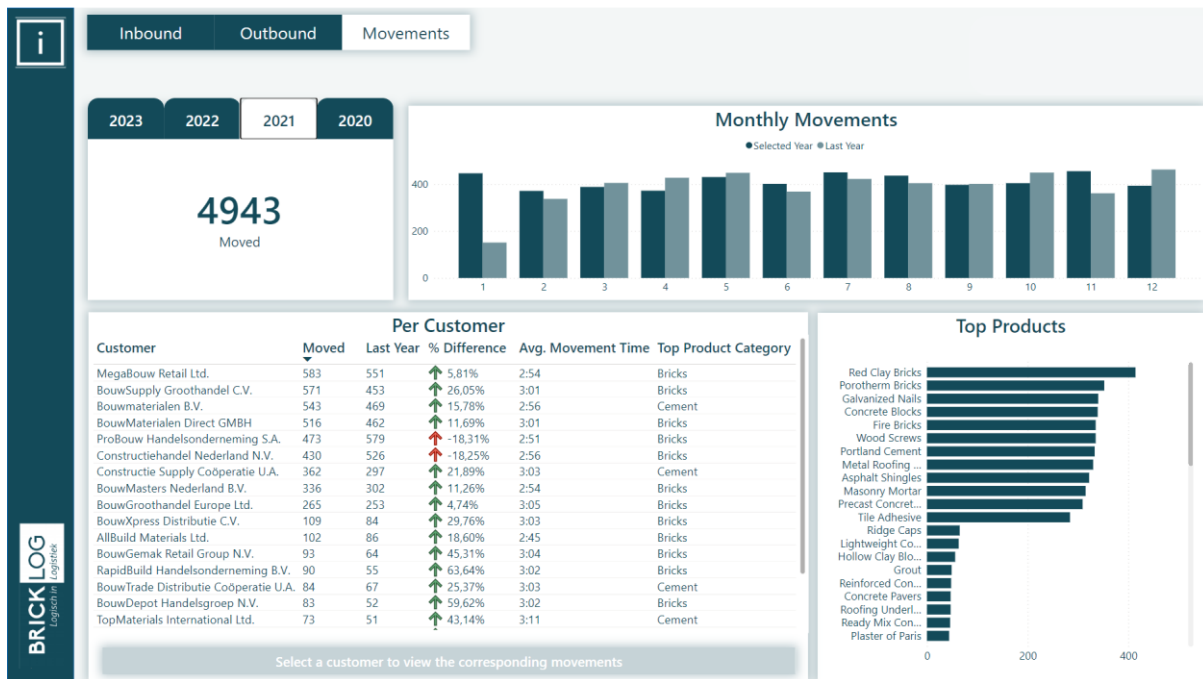 i
Inbound Outbound Movements
2023 2022 2021 2020
4943
Moved
Monthly Movements
Selected Year Last Year
400
200
0
1 2 3 4 5 6 7 8 9 10 11 12
Per Customer
Customer Moved Last Year % Difference Avg. Movement Time Top Product Category
MegaBouw Retail Ltd. 583 551 5,81% 2:54 Bricks
BouwSupply Groothandel C.V. 571 453 26,05% 3:01 Bricks
Bouwmaterialen B.V. 543 469 15,78% 2:56 Cement
BouwMaterialen Direct GMBH 516 462 11,69% 3:01 Bricks
ProBouw Handelsonderneming S.A. 473 579 -18,31% 2:51 Bricks
Constructiehandel Nederland N.V. 430 526 -18,25% 2:56 Bricks
Constructie Supply Coöperatie U.A. 362 297 21,89% 3:03 Cement
BouwMasters Nederland B.V. 336 302 11,26% 2:54 Bricks
BouwGroothandel Europe Ltd. 265 253 4,74% 3:05 Bricks
BouwXpress Distributie C.V. 109 84 29,76% 3:03 Bricks
AllBuild Materials Ltd. 102 86 18,60% 2:45 Bricks
BouwGemak Retail Group N.V. 93 64 45,31% 3:04 Bricks
RapidBuild Handelsonderneming B.V. 90 55 63,64% 3:02 Bricks
BouwTrade Distributie Coöperatie U.A. 84 67 25,37% 3:03 Cement
BouwDepot Handelsgroep N.V. 83 52 59,62% 3:02 Bricks
TopMaterials International Ltd. 73 51 43,14% 3:11 Cement
Select a customer to view the corresponding movements
Top Products
Red Clay Bricks
Porotherm Bricks
Galvanized Nails
Concrete Blocks
Fire Bricks
Wood Screws
Portland Cement
Metal Roofing ...
Asphalt Shingles
Masonry Mortar
Precast Concret...
Tile Adhesive
Ridge Caps
Lightweight Co...
Hollow Clay Blo...
Grout
Reinforced Con...
Concrete Pavers
Roofing Underl...
Ready Mix Con...
Plaster of Paris
0 200 400
BRICKLOG
Logisch in Logistiek